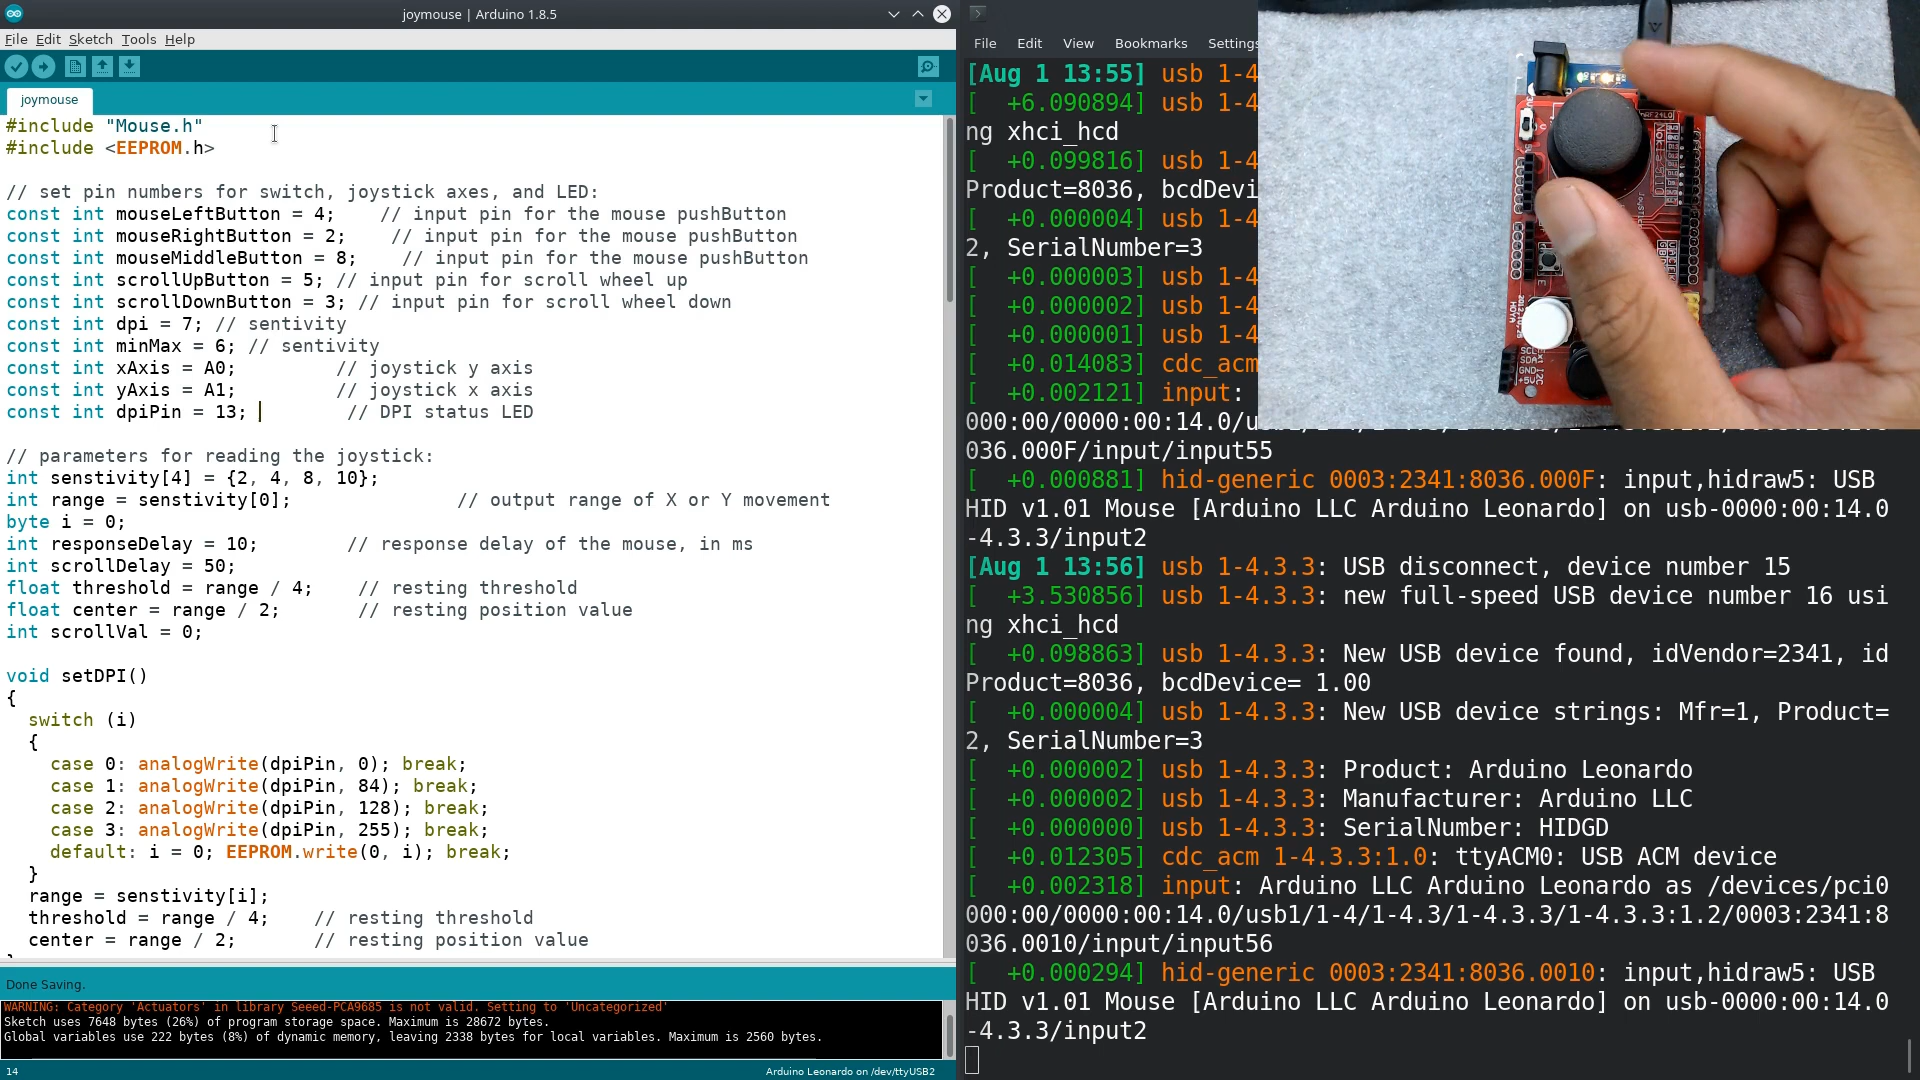 joymouse | Arduino 1.8.5
File Edit Sketch Tools Help
joymouse
#include "Mouse.h"
#include <EEPROM.h>
// set pin numbers for switch, joystick axes, and LED:
const int mouseLeftButton = 4;    // input pin for the mouse pushButton
const int mouseRightButton = 2;    // input pin for the mouse pushButton
const int mouseMiddleButton = 8;    // input pin for the mouse pushButton
const int scrollUpButton = 5; // input pin for scroll wheel up
const int scrollDownButton = 3; // input pin for scroll wheel down
const int dpi = 7; // sentivity
const int minMax = 6; // sentivity
const int xAxis = A0;         // joystick y axis
const int yAxis = A1;         // joystick x axis
const int dpiPin = 13;         // DPI status LED
// parameters for reading the joystick:
int senstivity[4] = {2, 4, 8, 10};
int range = senstivity[0];               // output range of X or Y movement
byte i = 0;
int responseDelay = 10;        // response delay of the mouse, in ms
int scrollDelay = 50;
float threshold = range / 4;    // resting threshold
float center = range / 2;       // resting position value
int scrollVal = 0;
void setDPI()
{
switch (i)
{
case 0: analogWrite(dpiPin, 0); break;
case 1: analogWrite(dpiPin, 84); break;
case 2: analogWrite(dpiPin, 128); break;
case 3: analogWrite(dpiPin, 255); break;
default: i = 0; EEPROM.write(0, i); break;
}
range = senstivity[i];
threshold = range / 4;    // resting threshold
center = range / 2;       // resting position value
Done Saving.
WARNING: Category 'Actuators' in library Seeed-PCA9685 is not valid. Setting to 'Uncategorized'
Sketch uses 7648 bytes (26%) of program storage space. Maximum is 28672 bytes.
Global variables use 222 bytes (8%) of dynamic memory, leaving 2338 bytes for local variables. Maximum is 2560 bytes.
14
Arduino Leonardo on /dev/ttyUSB2
File Edit View Bookmarks Settings
[Aug 1 13:55] usb 1-4
[  +6.090894] usb 1-4
ng xhci_hcd
[  +0.099816] usb 1-4
Product=8036, bcdDevi
[  +0.000004] usb 1-4
2, SerialNumber=3
[  +0.000003] usb 1-4
[  +0.000002] usb 1-4
[  +0.000001] usb 1-4
[  +0.014083] cdc_acm
[  +0.002121] input:
000:00/0000:00:14.0/
036.000F/input/input55
[  +0.000881] hid-generic 0003:2341:8036.000F: input,hidraw5: USB
HID v1.01 Mouse [Arduino LLC Arduino Leonardo] on usb-0000:00:14.0
-4.3.3/input2
[Aug 1 13:56] usb 1-4.3.3: USB disconnect, device number 15
[  +3.530856] usb 1-4.3.3: new full-speed USB device number 16 usi
ng xhci_hcd
[  +0.098863] usb 1-4.3.3: New USB device found, idVendor=2341, id
Product=8036, bcdDevice= 1.00
[  +0.000004] usb 1-4.3.3: New USB device strings: Mfr=1, Product=
2, SerialNumber=3
[  +0.000002] usb 1-4.3.3: Product: Arduino Leonardo
[  +0.000002] usb 1-4.3.3: Manufacturer: Arduino LLC
[  +0.000000] usb 1-4.3.3: SerialNumber: HIDGD
[  +0.012305] cdc_acm 1-4.3.3:1.0: ttyACM0: USB ACM device
[  +0.002318] input: Arduino LLC Arduino Leonardo as /devices/pci0
000:00/0000:00:14.0/usb1/1-4/1-4.3/1-4.3.3/1-4.3.3:1.2/0003:2341:8
036.0010/input/input56
[  +0.000294] hid-generic 0003:2341:8036.0010: input,hidraw5: USB
HID v1.01 Mouse [Arduino LLC Arduino Leonardo] on usb-0000:00:14.0
-4.3.3/input2
SCL
SDA
GND
+5V
I2C